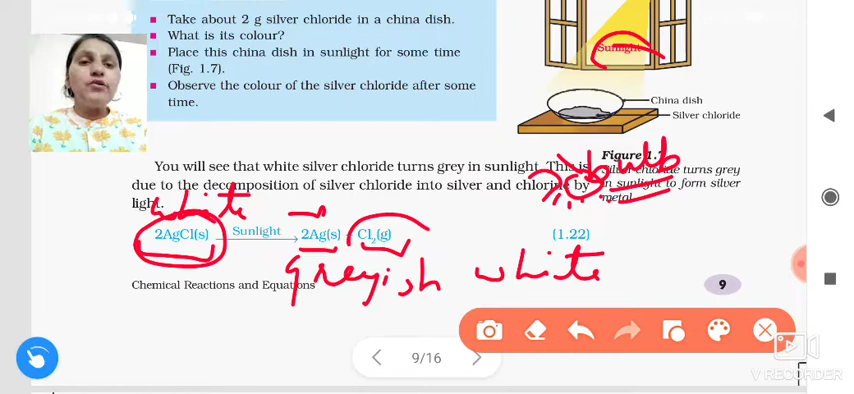 Take about 2 g silver chloride in a china dish.
What is its colour?
Place this china dish in sunlight for some time
(Fig. 1.7).
Observe the colour of the silver chloride after some
time.
Sunlight
China dish
Silver chloride
Figure 1.7
Silver chloride turns grey
in sunlight to form silver
metal.
bulb
You will see that white silver chloride turns grey in sunlight. This is
due to the decomposition of silver chloride into silver and chlorine by
light.
white
2AgCl(s) Sunlight→ 2Ag(s) + Cl₂(g) (1.22)
greyish white
Chemical Reactions and Equations 9
9/16
V RECORDER